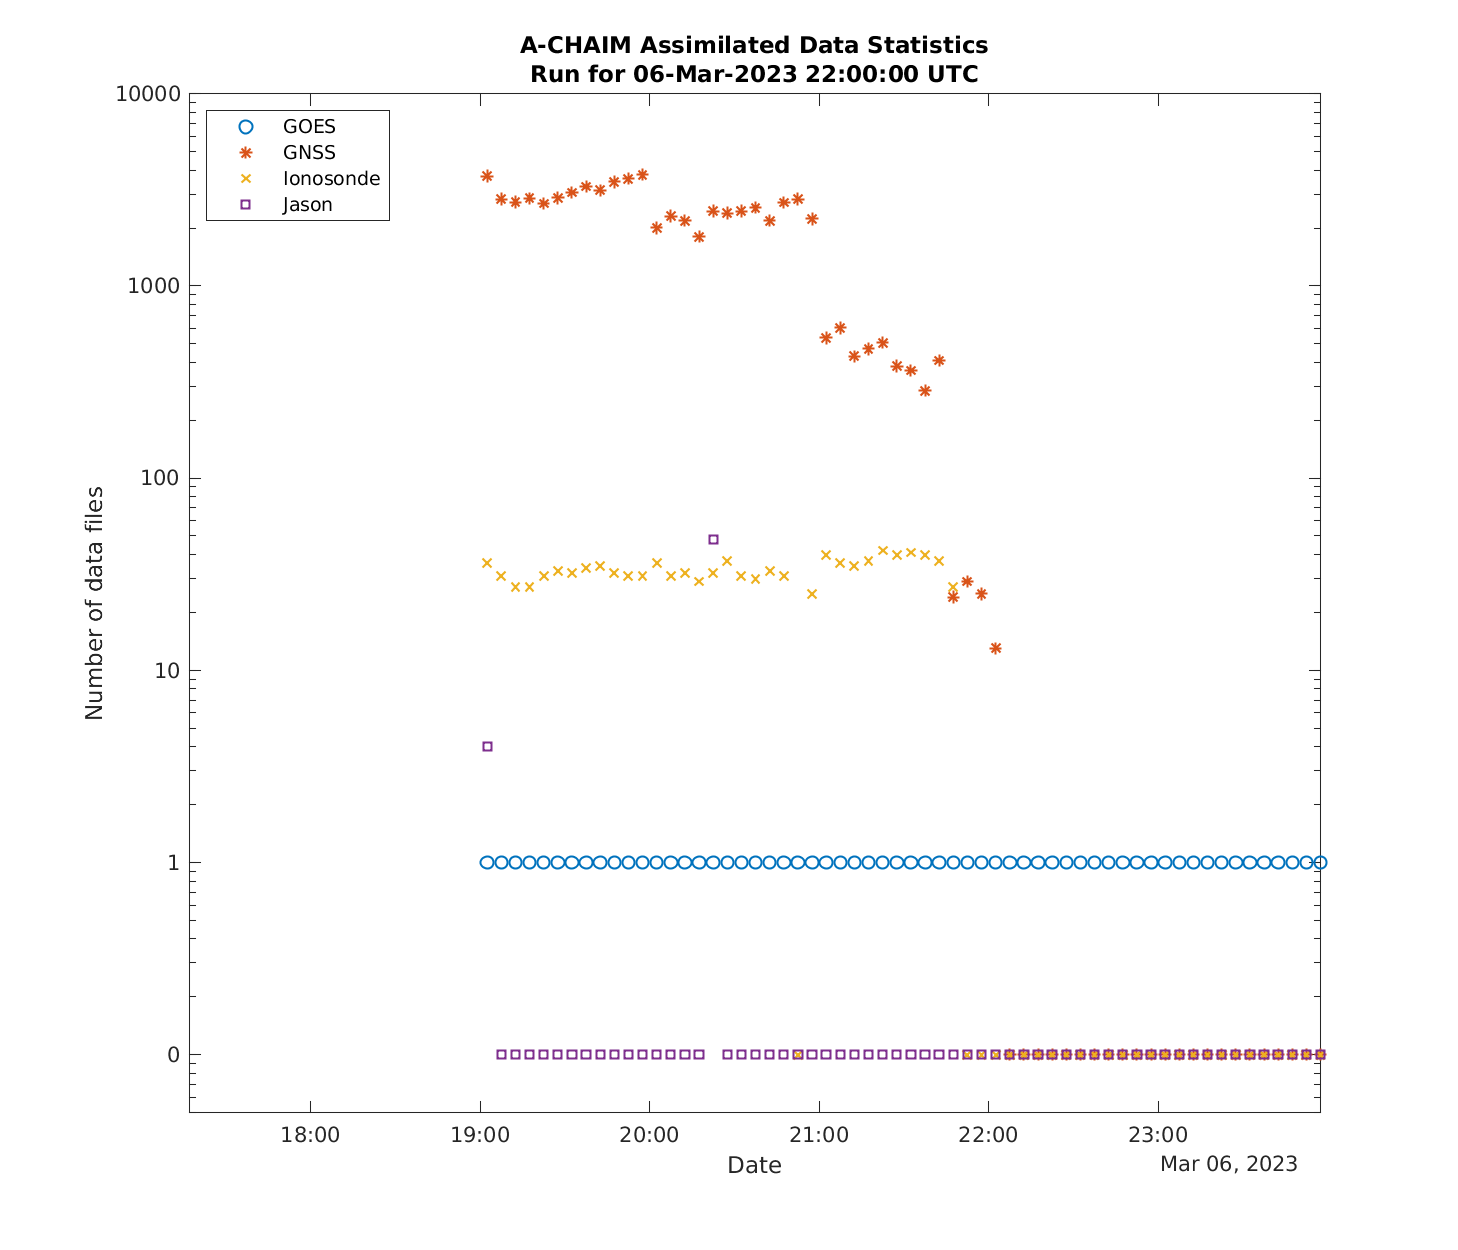 A-CHAIM Assimilated Data Statistics
Run for 06-Mar-2023 22:00:00 UTC
GOES
GNSS
Ionosonde
Jason
10000
1000
100
10
1
0
Number of data files
18:00
19:00
20:00
21:00
22:00
23:00
Date
Mar 06, 2023